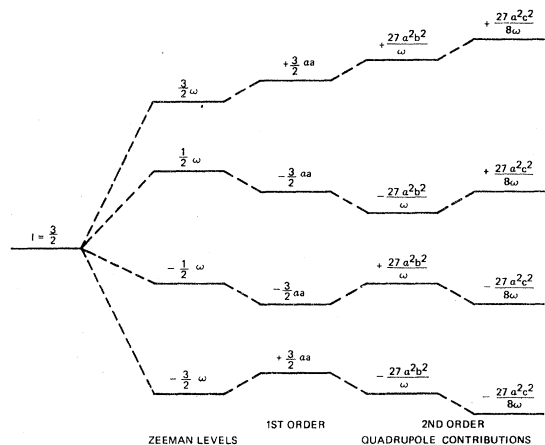 + 27 a²c² / 8ω
+ 27 a²b² / ω
+ 3/2 aa
3/2 ω
1/2 ω
− 3/2 aa
− 27 a²b² / ω
+ 27 a²c² / 8ω
I = 3/2
− 1/2 ω
− 3/2 aa
+ 27 a²b² / ω
− 27 a²c² / 8ω
− 3/2 ω
+ 3/2 aa
− 27 a²b² / ω
− 27 a²c² / 8ω
1ST ORDER
2ND ORDER
ZEEMAN LEVELS
QUADRUPOLE CONTRIBUTIONS